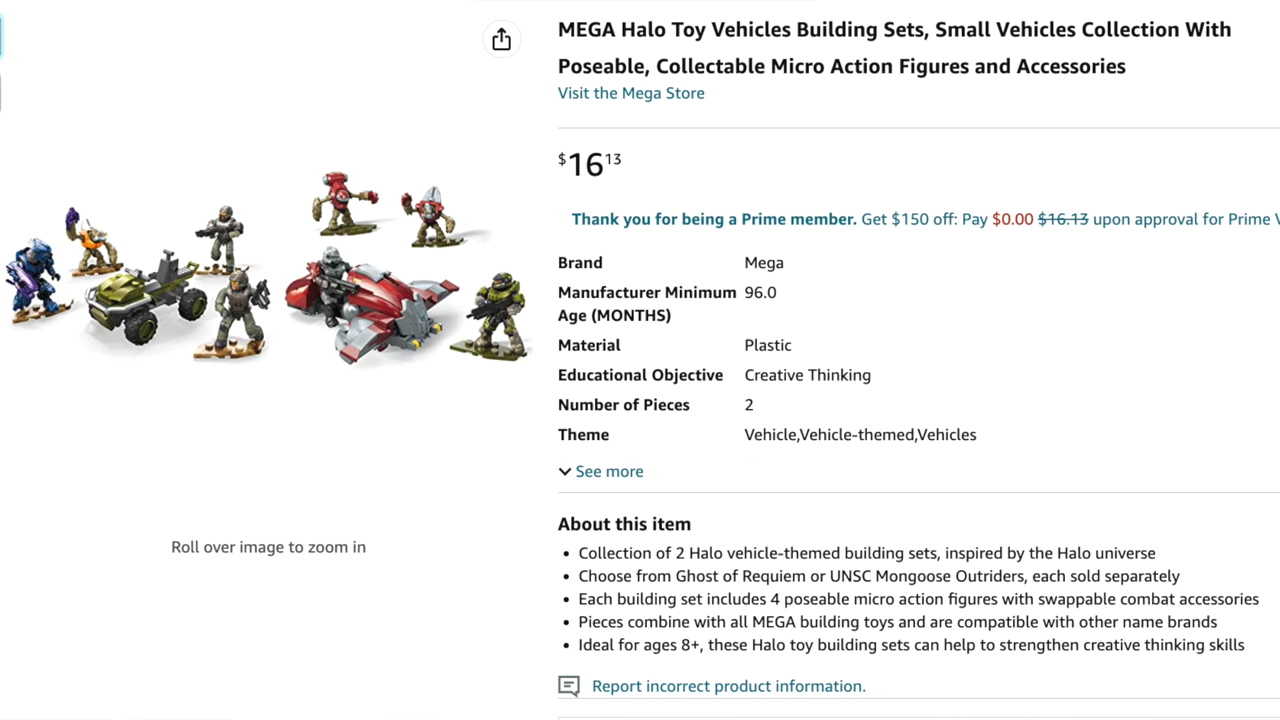 MEGA Halo Toy Vehicles Building Sets, Small Vehicles Collection With
Poseable, Collectable Micro Action Figures and Accessories
Visit the Mega Store
$16 13
Thank you for being a Prime member. Get $150 off: Pay $0.00 $16.13 upon approval for Prime
Brand Mega
Manufacturer Minimum 96.0
Age (MONTHS)
Material Plastic
Educational Objective Creative Thinking
Number of Pieces 2
Theme Vehicle,Vehicle-themed,Vehicles
See more
About this item
• Collection of 2 Halo vehicle-themed building sets, inspired by the Halo universe
• Choose from Ghost of Requiem or UNSC Mongoose Outriders, each sold separately
• Each building set includes 4 poseable micro action figures with swappable combat accessories
• Pieces combine with all MEGA building toys and are compatible with other name brands
• Ideal for ages 8+, these Halo toy building sets can help to strengthen creative thinking skills
Report incorrect product information.
Roll over image to zoom in